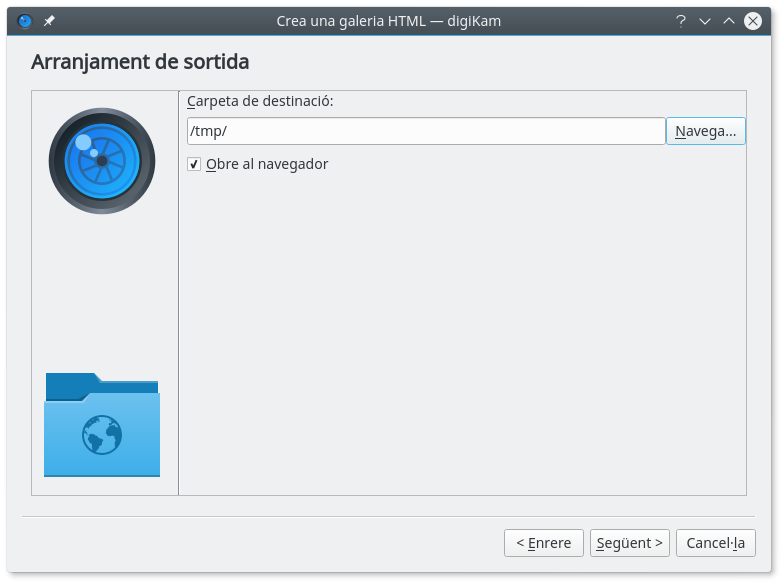 Crea una galeria HTML — digiKam
Arranjament de sortida
Carpeta de destinació:
/tmp/
Navega...
Obre al navegador
< Enrere
Següent >
Cancel·la